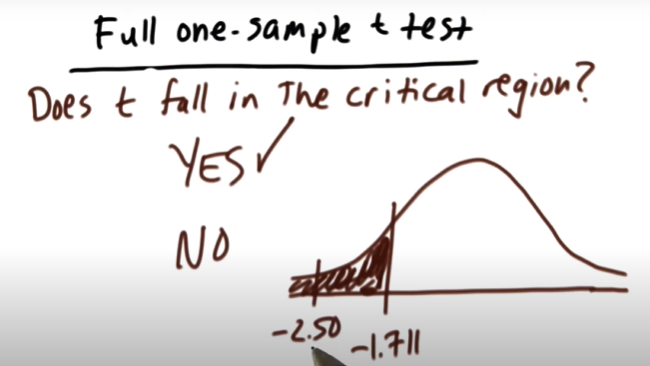 Full one-sample t test
Does t fall in the critical region?
YES ✓
NO
-2.50
-1.711